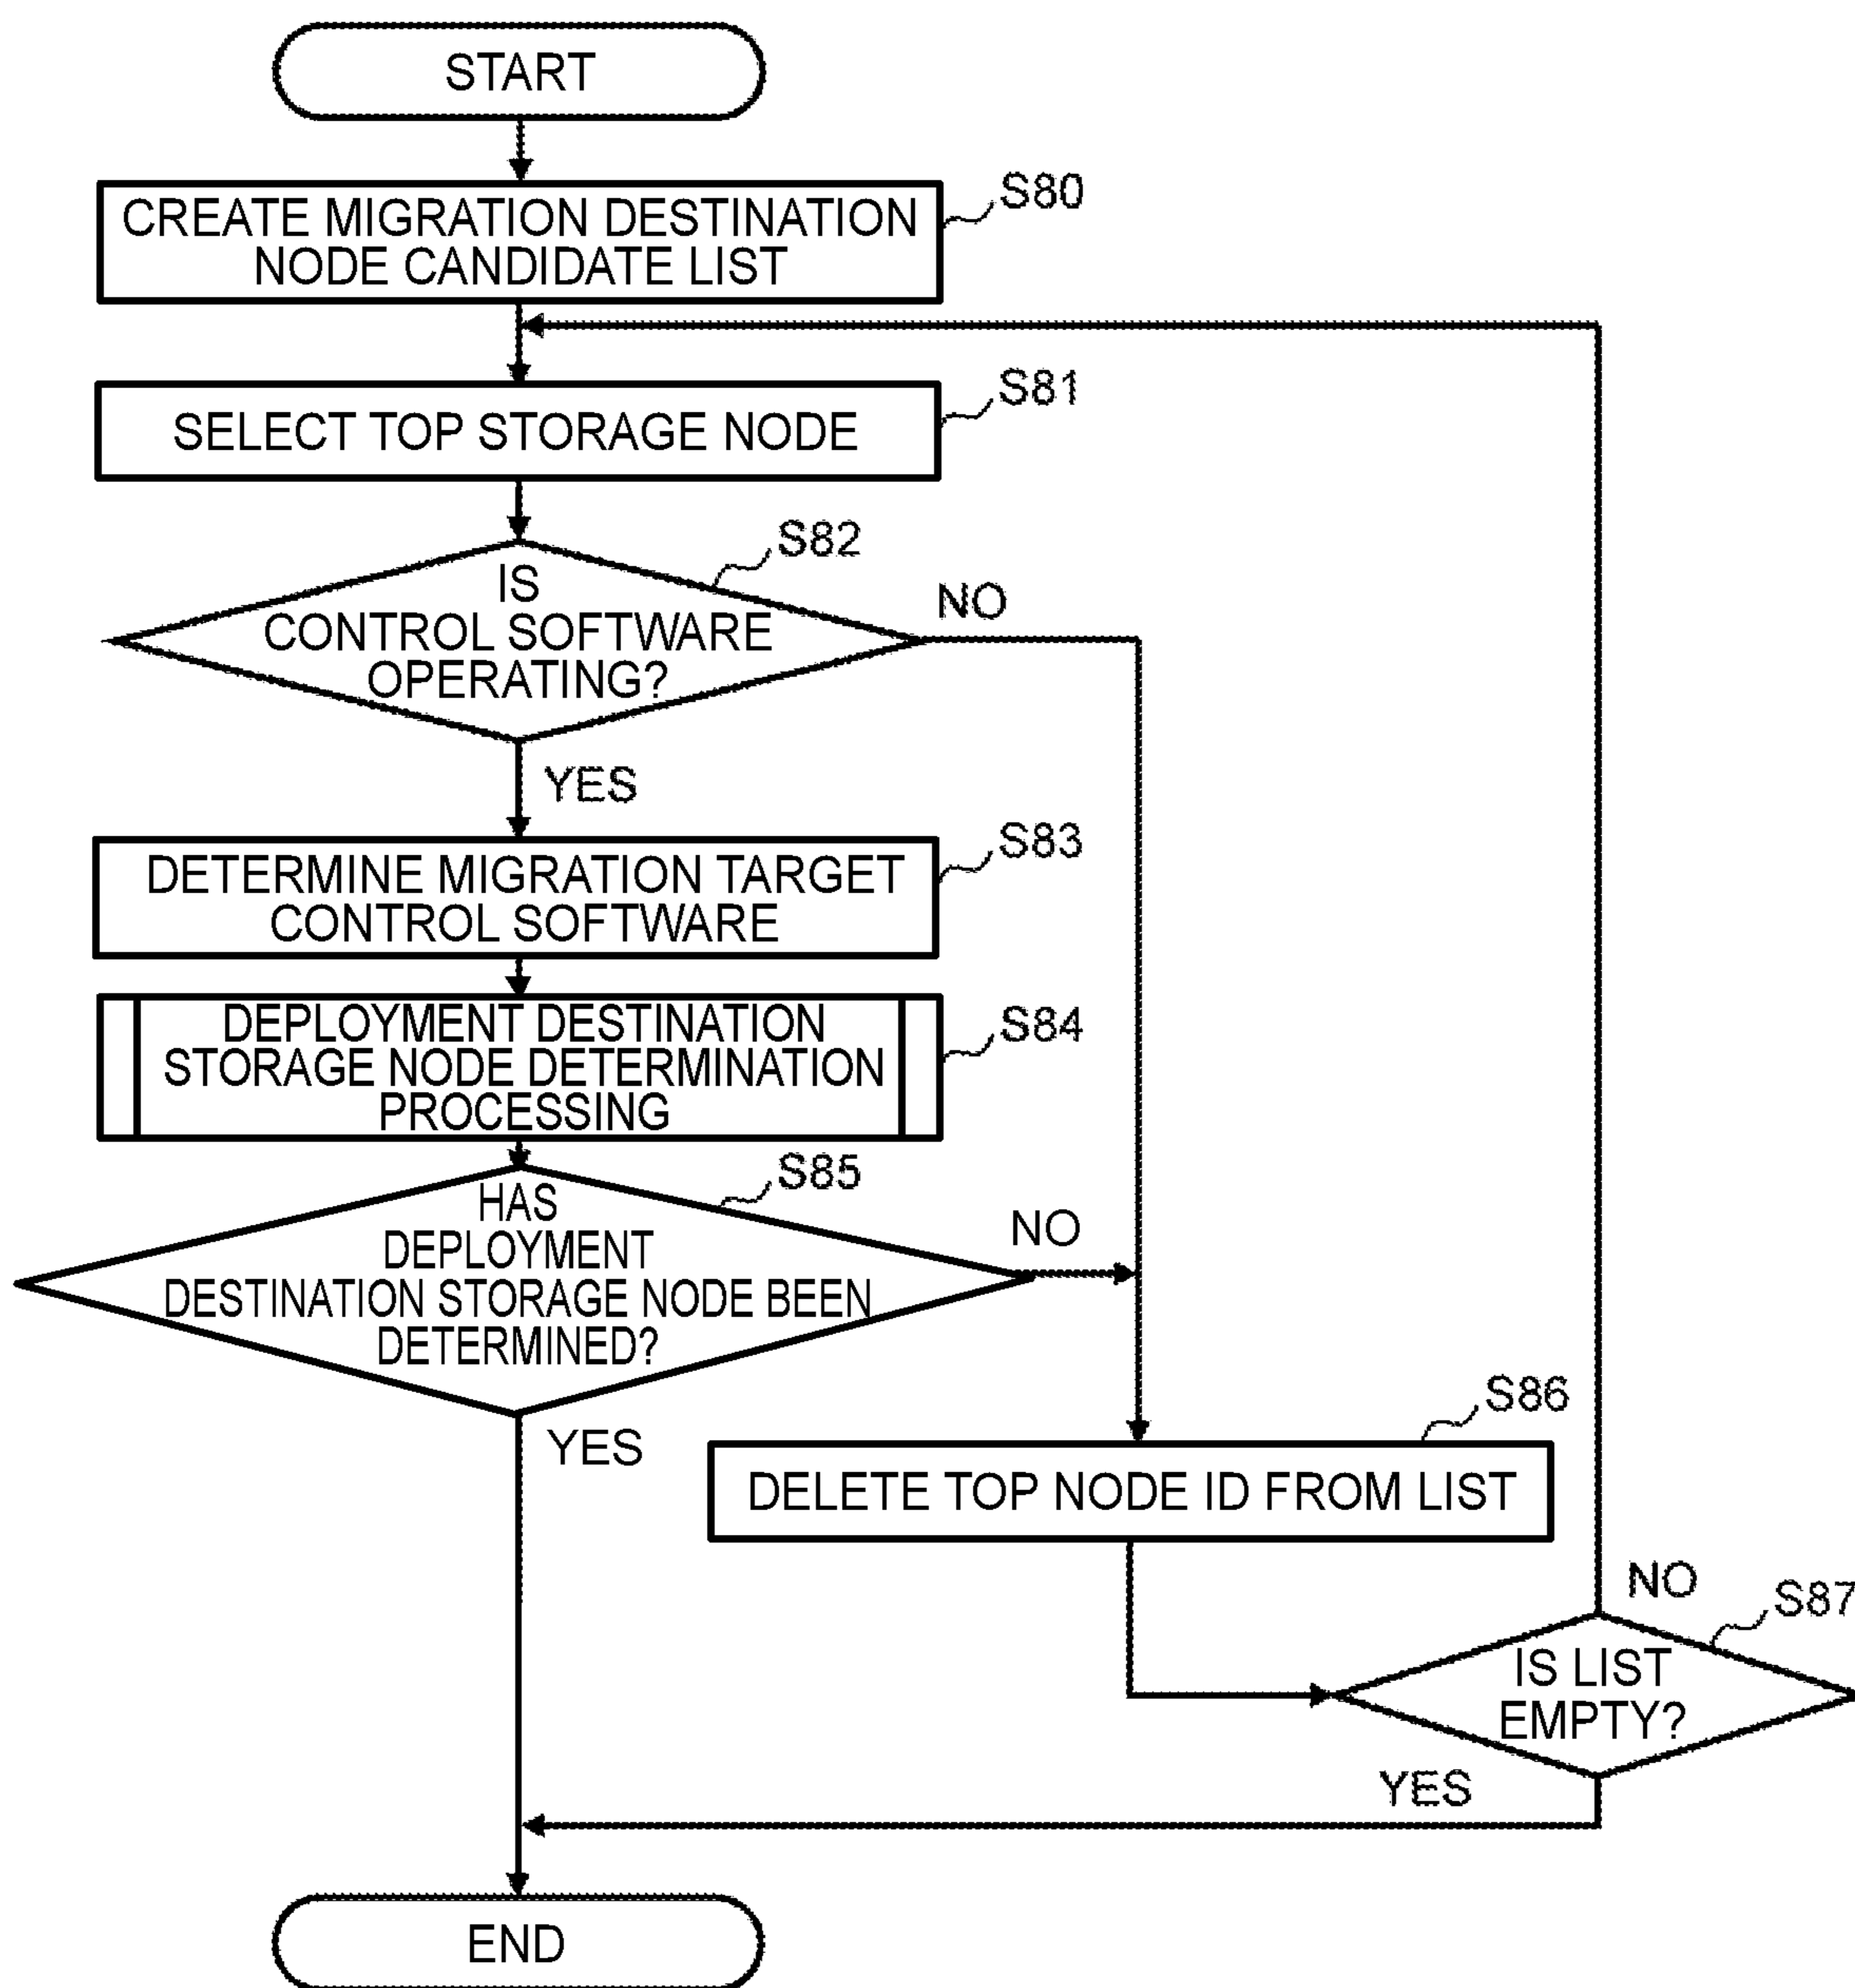 START
CREATE MIGRATION DESTINATION
NODE CANDIDATE LIST
S80
SELECT TOP STORAGE NODE
S81
IS
CONTROL SOFTWARE
OPERATING?
S82
NO
YES
DETERMINE MIGRATION TARGET
CONTROL SOFTWARE
S83
DEPLOYMENT DESTINATION
STORAGE NODE DETERMINATION
PROCESSING
S84
HAS
DEPLOYMENT
DESTINATION STORAGE NODE BEEN
DETERMINED?
S85
NO
YES
S86
DELETE TOP NODE ID FROM LIST
NO
S87
IS LIST
EMPTY?
YES
END